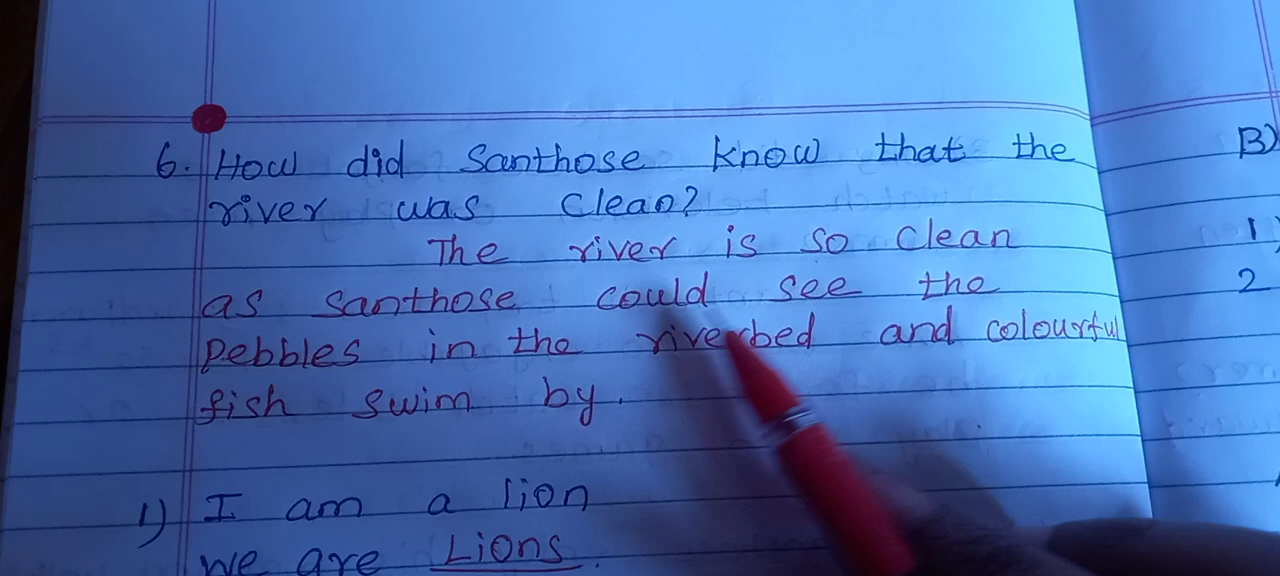 6. How did Santhose know that the
river was clean?
The river is so clean
as Santhose could see the
pebbles in the riverbed and colourful
fish swim by.
1) I am a lion
we are Lions.
B)
1)
2